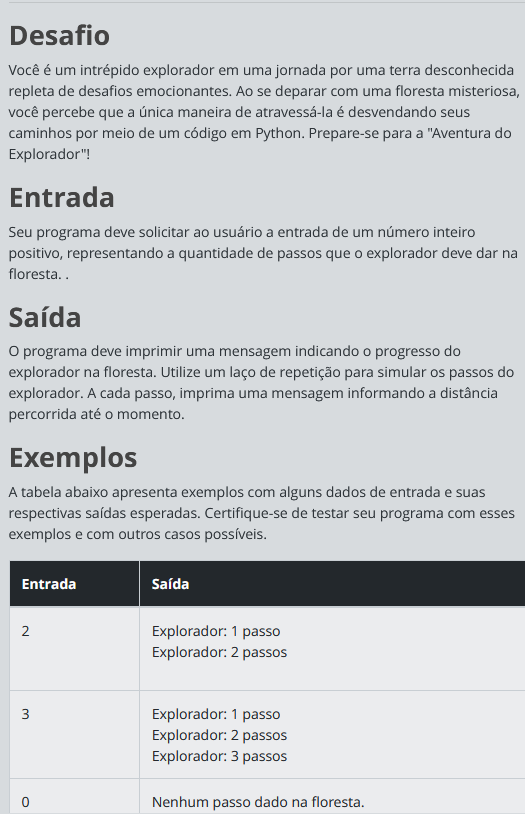 Desafio
Você é um intrépido explorador em uma jornada por uma terra desconhecida
repleta de desafios emocionantes. Ao se deparar com uma floresta misteriosa,
você percebe que a única maneira de atravessá-la é desvendando seus
caminhos por meio de um código em Python. Prepare-se para a "Aventura do
Explorador"!
Entrada
Seu programa deve solicitar ao usuário a entrada de um número inteiro
positivo, representando a quantidade de passos que o explorador deve dar na
floresta. .
Saída
O programa deve imprimir uma mensagem indicando o progresso do
explorador na floresta. Utilize um laço de repetição para simular os passos do
explorador. A cada passo, imprima uma mensagem informando a distância
percorrida até o momento.
Exemplos
A tabela abaixo apresenta exemplos com alguns dados de entrada e suas
respectivas saídas esperadas. Certifique-se de testar seu programa com esses
exemplos e com outros casos possíveis.
Entrada Saída
2 Explorador: 1 passo
Explorador: 2 passos
3 Explorador: 1 passo
Explorador: 2 passos
Explorador: 3 passos
0 Nenhum passo dado na floresta.